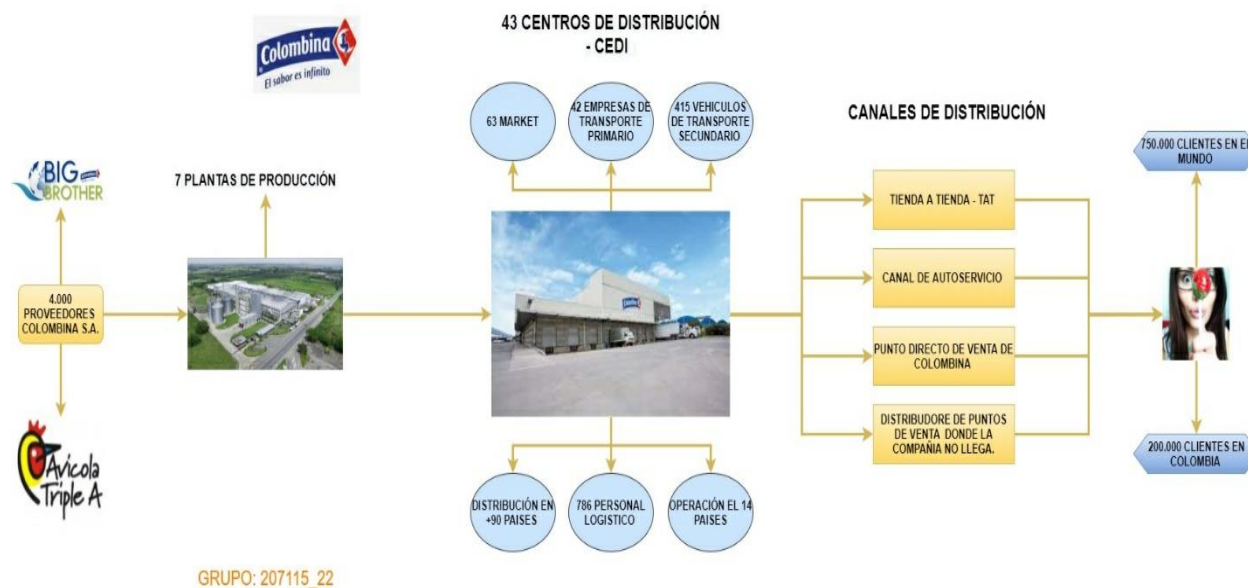 Colombina
El sabor es infinito
43 CENTROS DE DISTRIBUCIÓN
- CEDI
63 MARKET
42 EMPRESAS DE
TRANSPORTE
PRIMARIO
415 VEHICULOS
DE TRANSPORTE
SECUNDARIO
CANALES DE DISTRIBUCIÓN
750.000 CLIENTES EN El
MUNDO
BIG
BROTHER
7 PLANTAS DE PRODUCCIÓN
4.000
PROVEEDORES
COLOMBINA S.A.
Colombina
TIENDA A TIENDA - TAT
CANAL DE AUTOSERVICIO
PUNTO DIRECTO DE VENTA DE
COLOMBINA
DISTRIBUDORE DE PUNTOS
DE VENTA DONDE LA
COMPAÑIA NO LLEGA.
200.000 CLIENTES EN
COLOMBIA
Avícola
Triple A
DISTRIBUCIÓN EN
+90 PAISES
786 PERSONAL
LOGISTICO
OPERACIÓN EL 14
PAISES
GRUPO: 207115_22